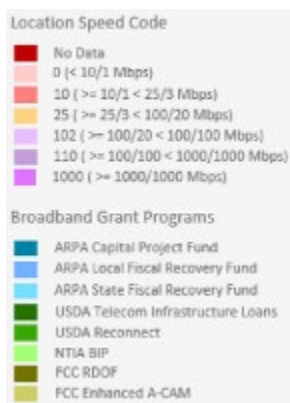 Location Speed Code
No Data
0 (< 10/1 Mbps)
10 ( >= 10/1 < 25/3 Mbps)
25 ( >= 25/3 < 100/20 Mbps)
102 ( >= 100/20 < 100/100 Mbps)
110 ( >= 100/100 < 1000/1000 Mbps)
1000 ( >= 1000/1000 Mbps)
Broadband Grant Programs
ARPA Capital Project Fund
ARPA Local Fiscal Recovery Fund
ARPA State Fiscal Recovery Fund
USDA Telecom Infrastructure Loans
USDA Reconnect
NTIA BIP
FCC RDOF
FCC Enhanced A-CAM